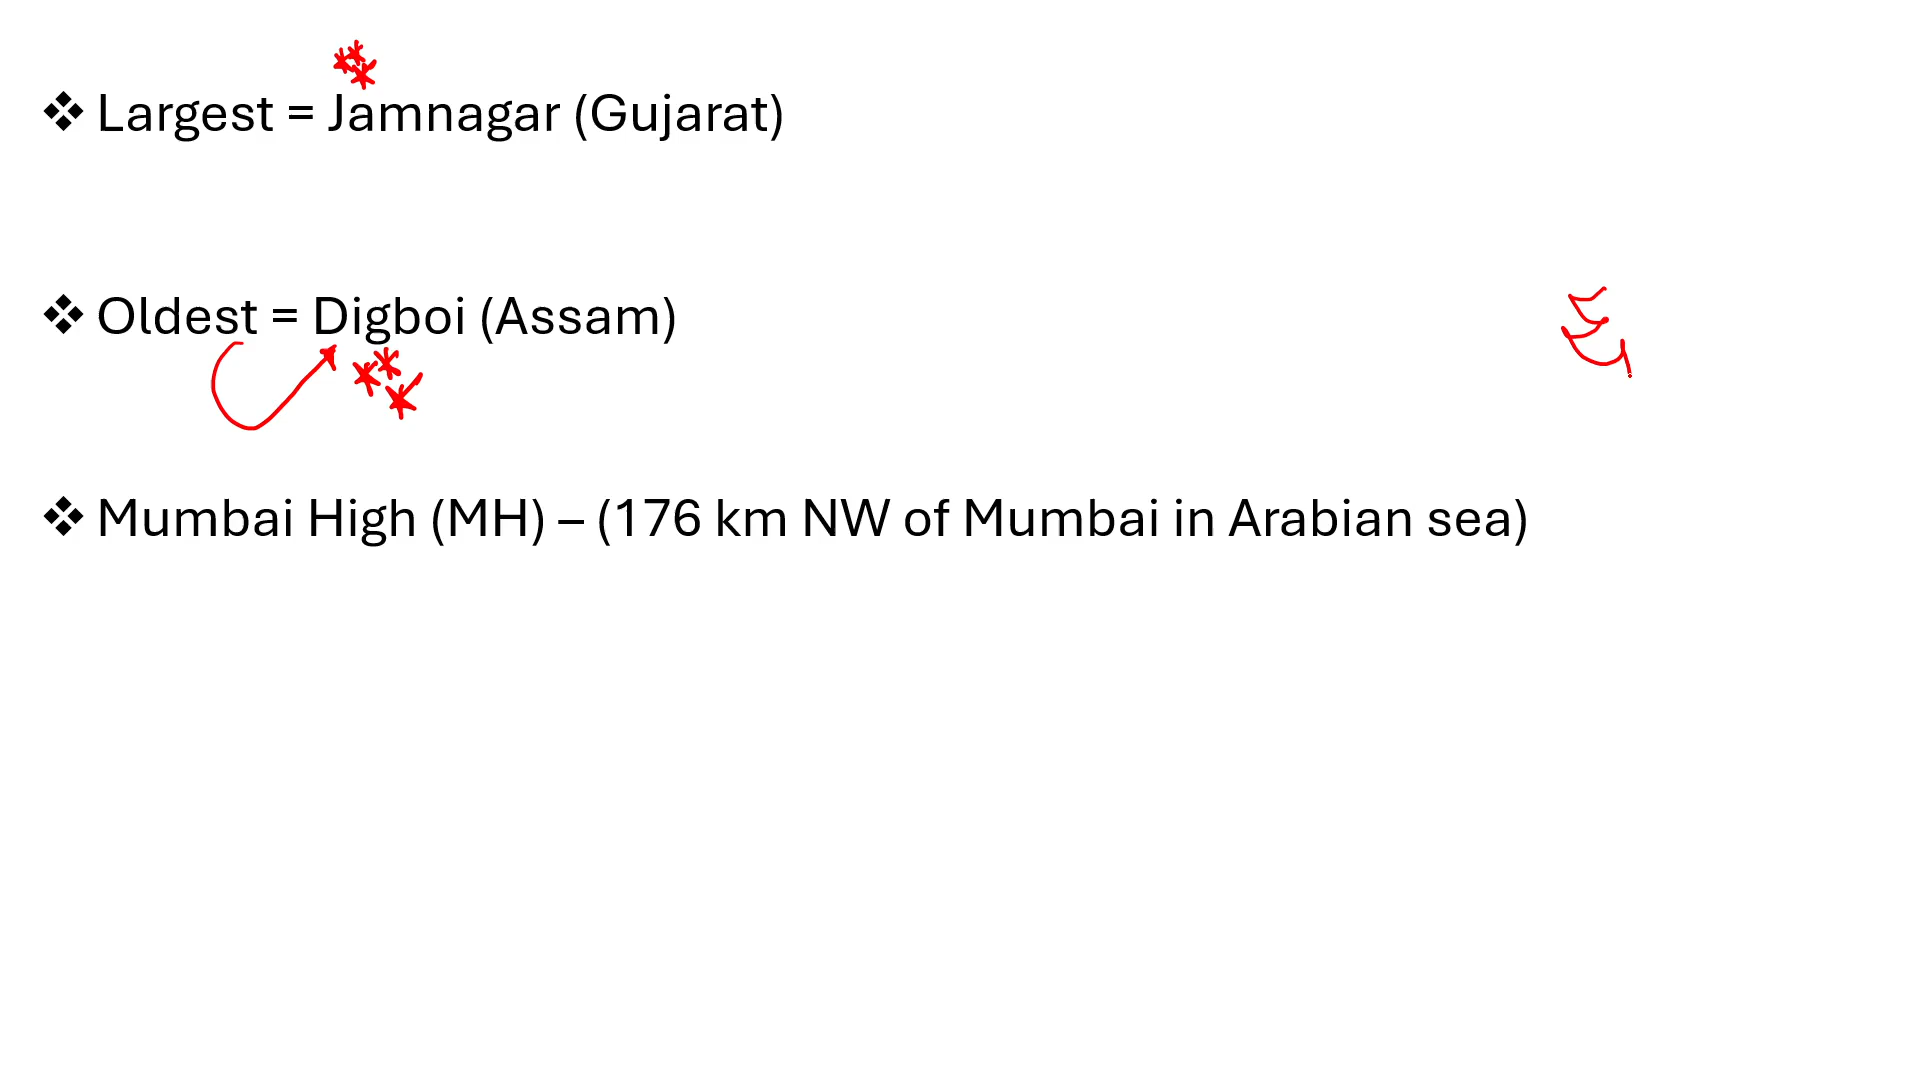 ❖ Largest = Jamnagar (Gujarat)
❖ Oldest = Digboi (Assam)
❖ Mumbai High (MH) – (176 km NW of Mumbai in Arabian sea)